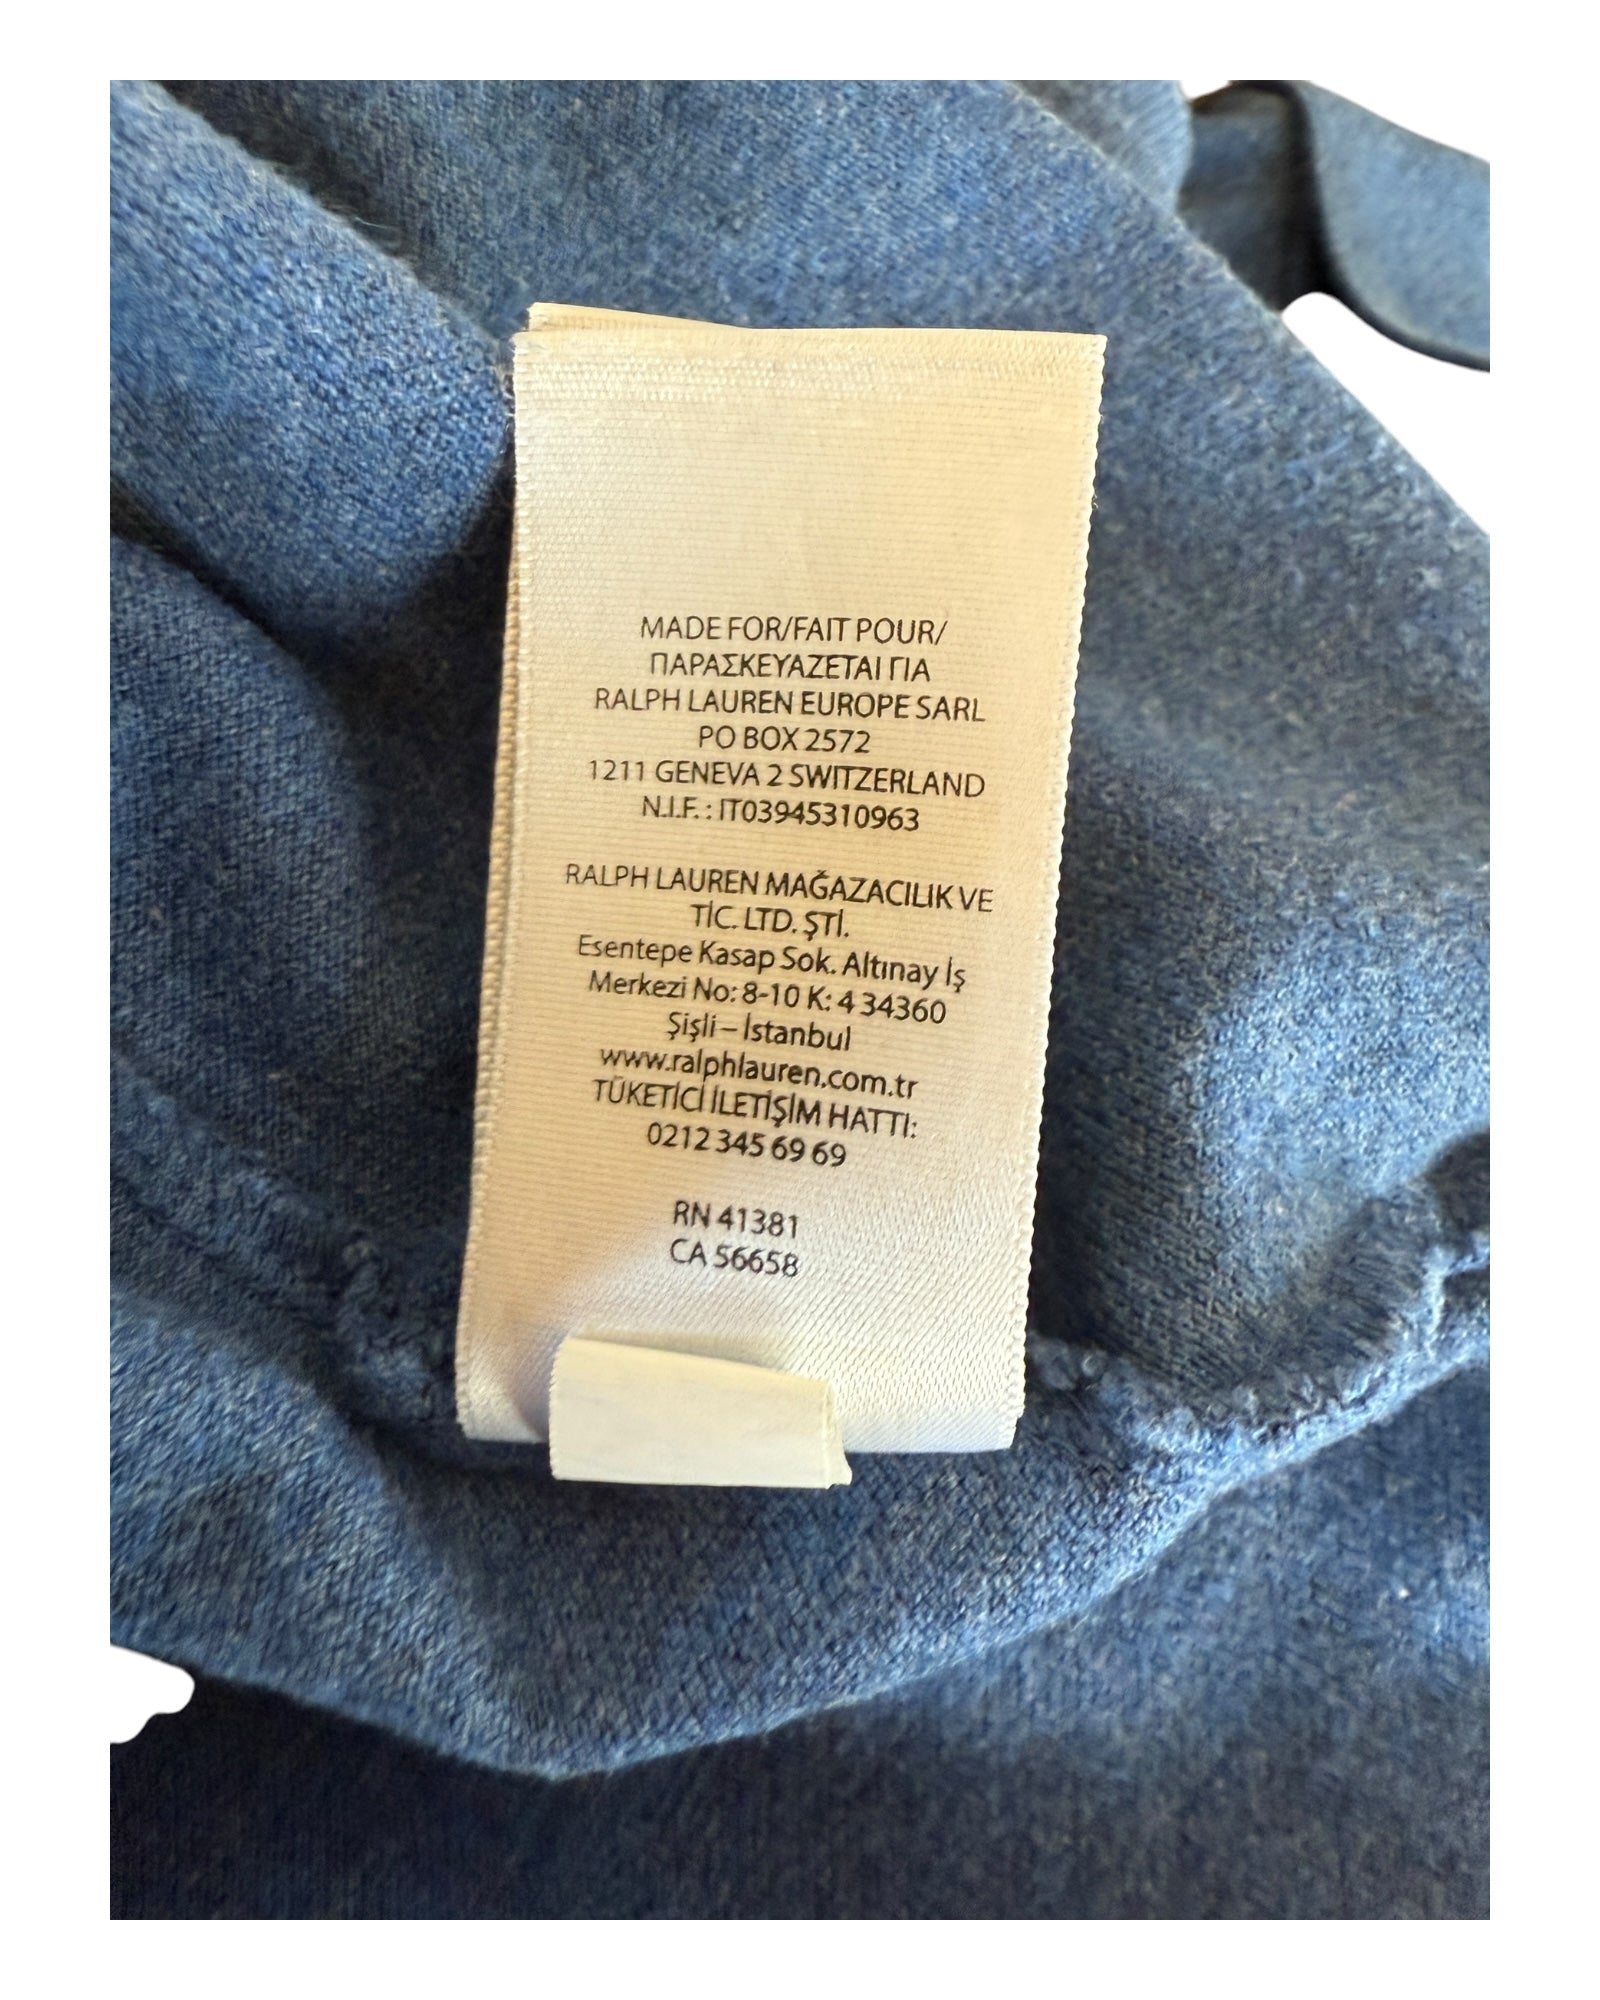 MADE FOR/FAIT POUR/
ΠΑΡΑΣΚΕΥΑΖΕΤΑΙ ΓΙΑ
RALPH LAUREN EUROPE SARL
PO BOX 2572
1211 GENEVA 2 SWITZERLAND
N.I.F. : IT03945310963
RALPH LAUREN MAĞAZACILIK VE
TİC. LTD. ŞTİ.
Esentepe Kasap Sok. Altınay İş
Merkezi No: 8-10 K: 4 34360
Şişli – İstanbul
www.ralphlauren.com.tr
TÜKETİCİ İLETİŞİM HATTI:
0212 345 69 69
RN 41381
CA 56658